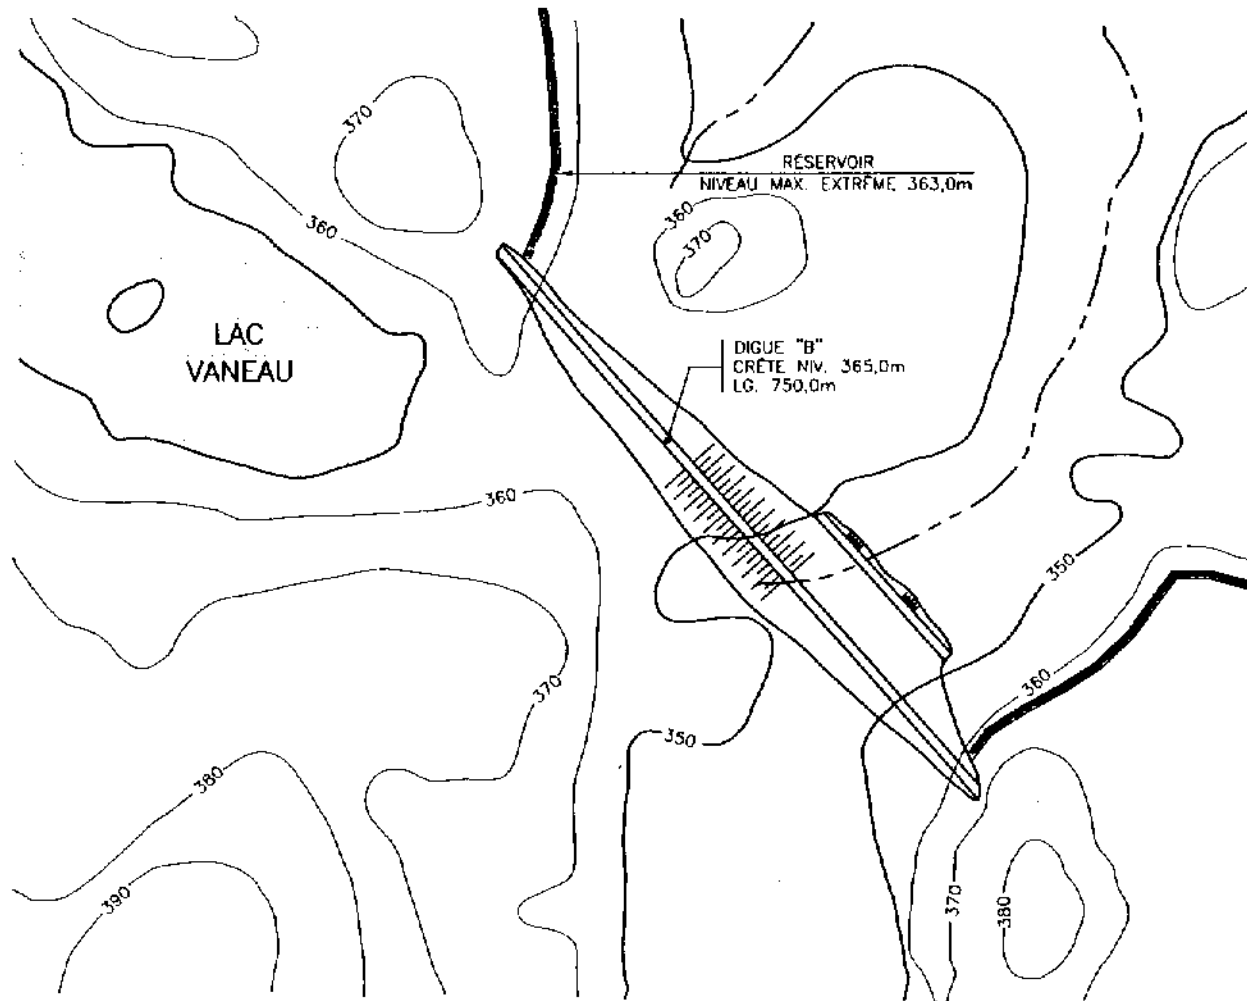 370
RÉSERVOIR
NIVEAU MAX. EXTRÊME 363,0m
360
360
370
LAC
VANEAU
DIGUE "B"
CRÊTE NIV. 365,0m
LG. 750,0m
360
350
370
360
350
380
390
370
380